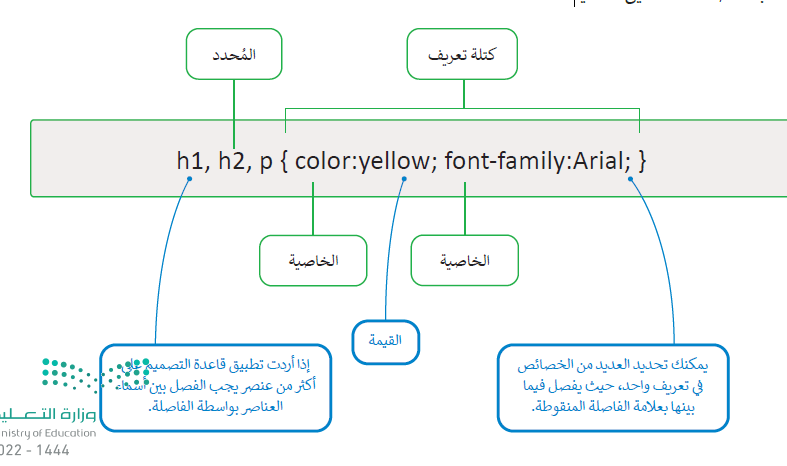 المُحدد
كتلة تعريف
h1, h2, p { color:yellow; font-family:Arial; }
الخاصية
الخاصية
القيمة
إذا أردت تطبيق قاعدة التصميم على
أكثر من عنصر يجب الفصل بين أسماء
العناصر بواسطة الفاصلة.
يمكنك تحديد العديد من الخصائص
في تعريف واحد، حيث يفصل فيما
بينها بعلامة الفاصلة المنقوطة.
وزارة التعليم
nistry of Education
022 - 1444